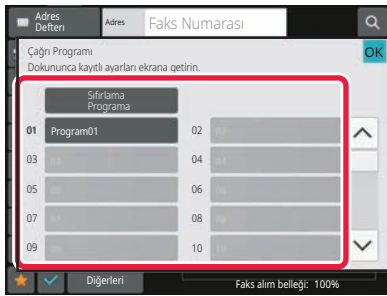 Adres
Defteri
Adres
Faks Numarası
Çağrı Programı
OK
Dokununca kayıtlı ayarları ekrana getirin.
Sıfırlama
Programa
01 Program01 02
03 04
05 06
07 08
09 10
Diğerleri
Faks alım belleği: 100%